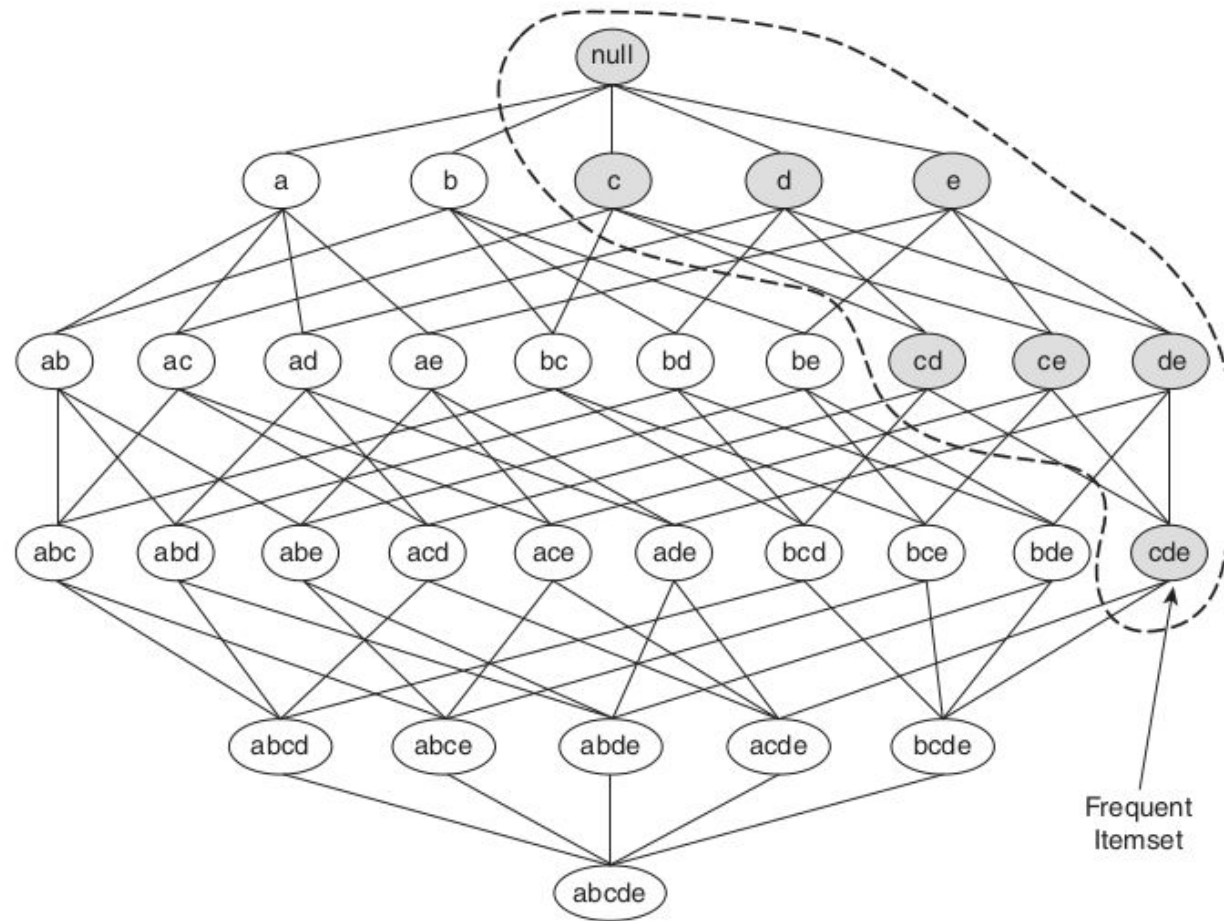 null
a b c d e
ab ac ad ae bc bd be cd ce de
abc abd abe acd ace ade bcd bce bde cde
abcd abce abde acde bcde
Frequent
Itemset
abcde